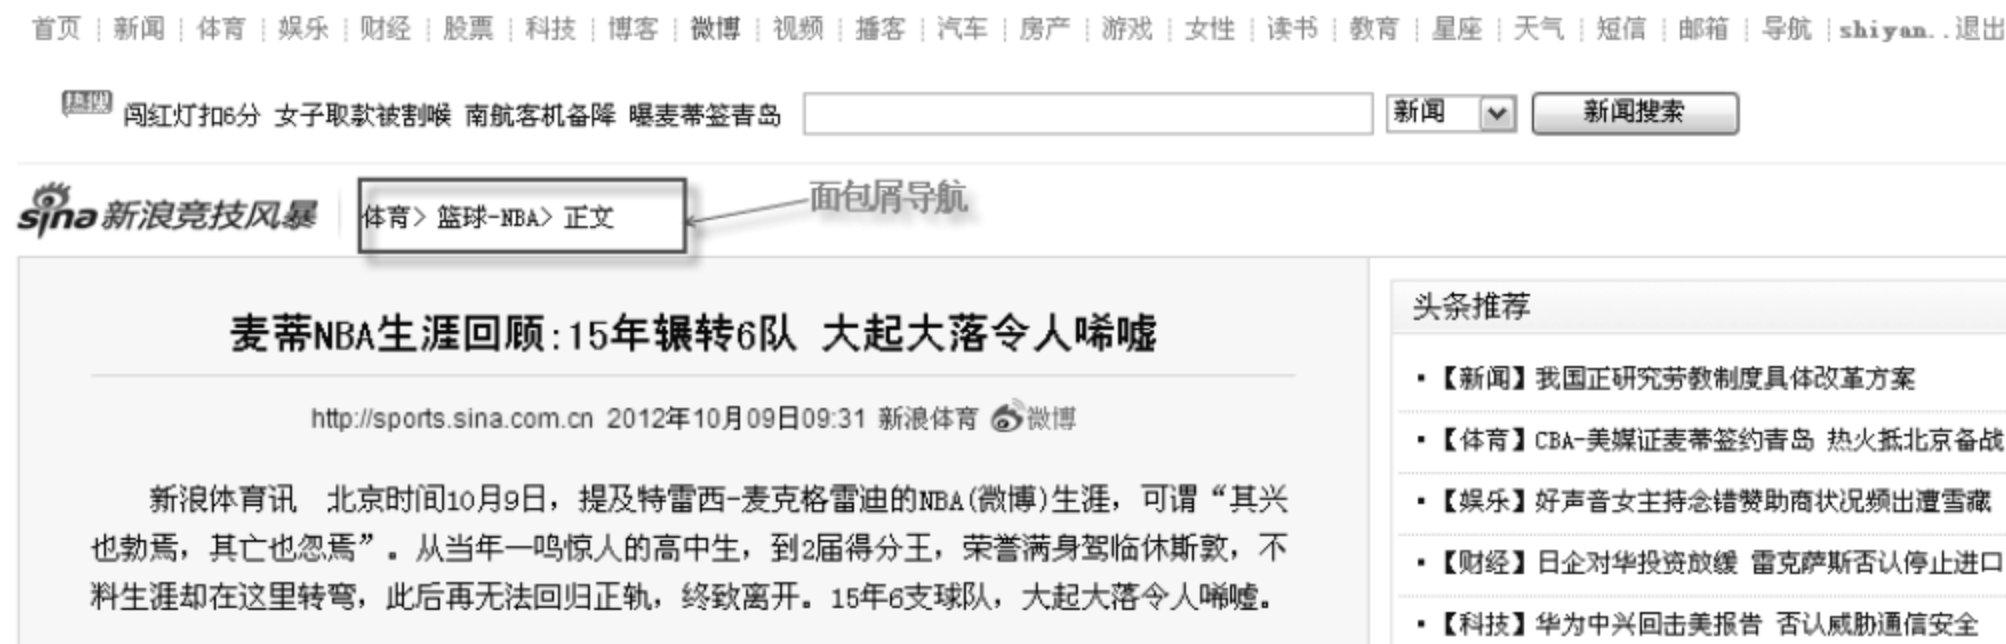 首页 | 新闻 | 体育 | 娱乐 | 财经 | 股票 | 科技 | 博客 | 微博 | 视频 | 播客 | 汽车 | 房产 | 游戏 | 女性 | 读书 | 教育 | 星座 | 天气 | 短信 | 邮箱 | 导航 | shiyan..退出
热搜 闯红灯扣6分 女子取款被割喉 南航客机备降 曝麦蒂签青岛 新闻 新闻搜索
sina 新浪竞技风暴 体育> 篮球-NBA> 正文 面包屑导航
麦蒂NBA生涯回顾:15年辗转6队 大起大落令人唏嘘
http://sports.sina.com.cn 2012年10月09日09:31 新浪体育 微博
新浪体育讯 北京时间10月9日，提及特雷西-麦克格雷迪的NBA(微博)生涯，可谓“其兴
也勃焉，其亡也忽焉”。从当年一鸣惊人的高中生，到2届得分王，荣誉满身驾临休斯敦，不
料生涯却在这里转弯，此后再无法回归正轨，终致离开。15年6支球队，大起大落令人唏嘘。
头条推荐
▪【新闻】我国正研究劳教制度具体改革方案
▪【体育】CBA-美媒证麦蒂签约青岛 热火抵北京备战
▪【娱乐】好声音女主持念错赞助商状况频出遭雪藏
▪【财经】日企对华投资放缓 雷克萨斯否认停止进口
▪【科技】华为中兴回击美报告 否认威胁通信安全